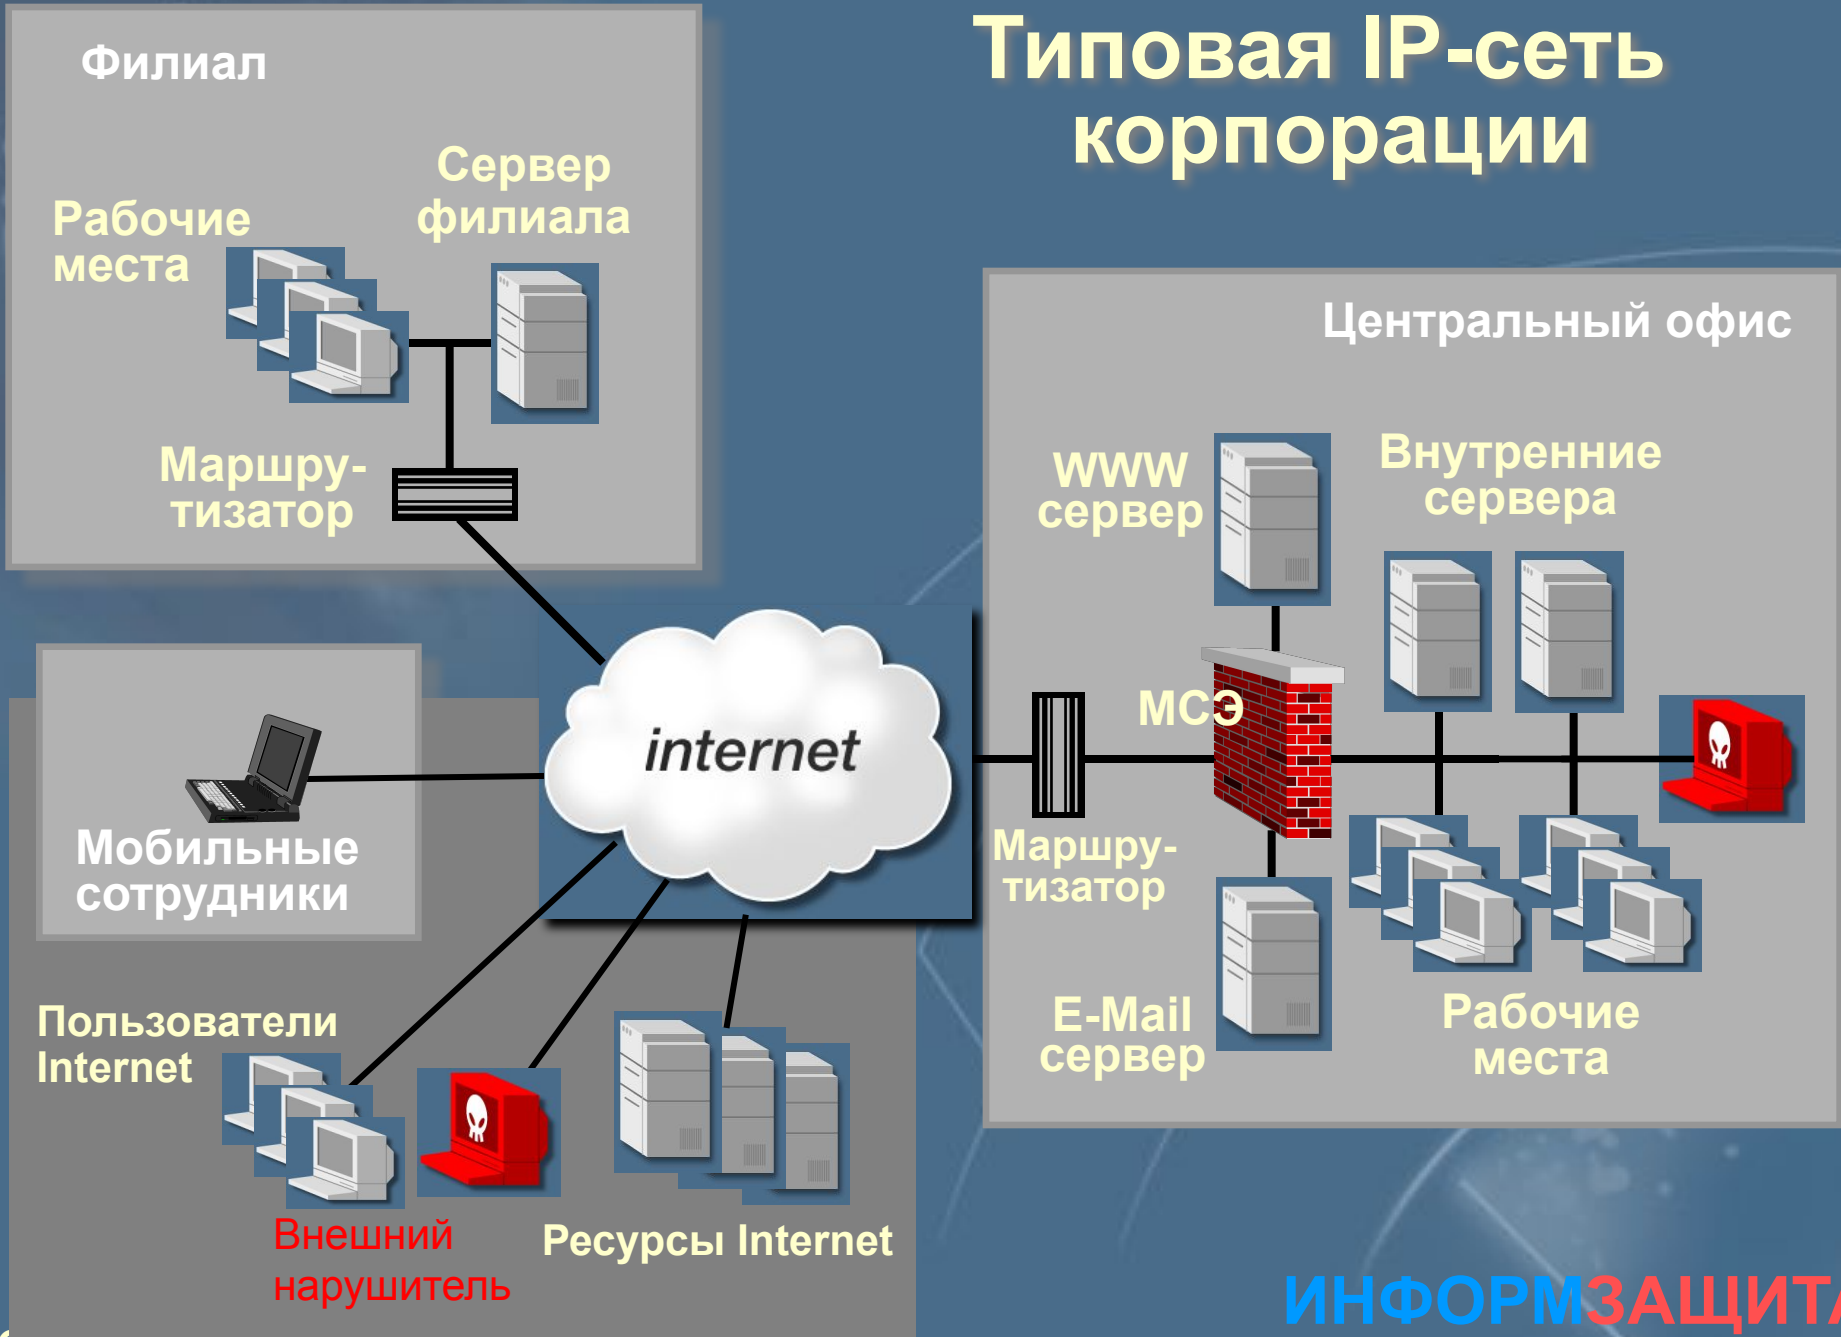 Типовая IP-сеть
корпорации
Филиал
Сервер
филиала
Рабочие
места
Маршру-
тизатор
Центральный офис
WWW
сервер
Внутренние
сервера
МСЭ
internet
Маршру-
тизатор
Мобильные
сотрудники
E-Mail
сервер
Рабочие
места
Пользователи
Internet
Внешний
нарушитель
Ресурсы Internet
ИНФОРМЗАЩИТА